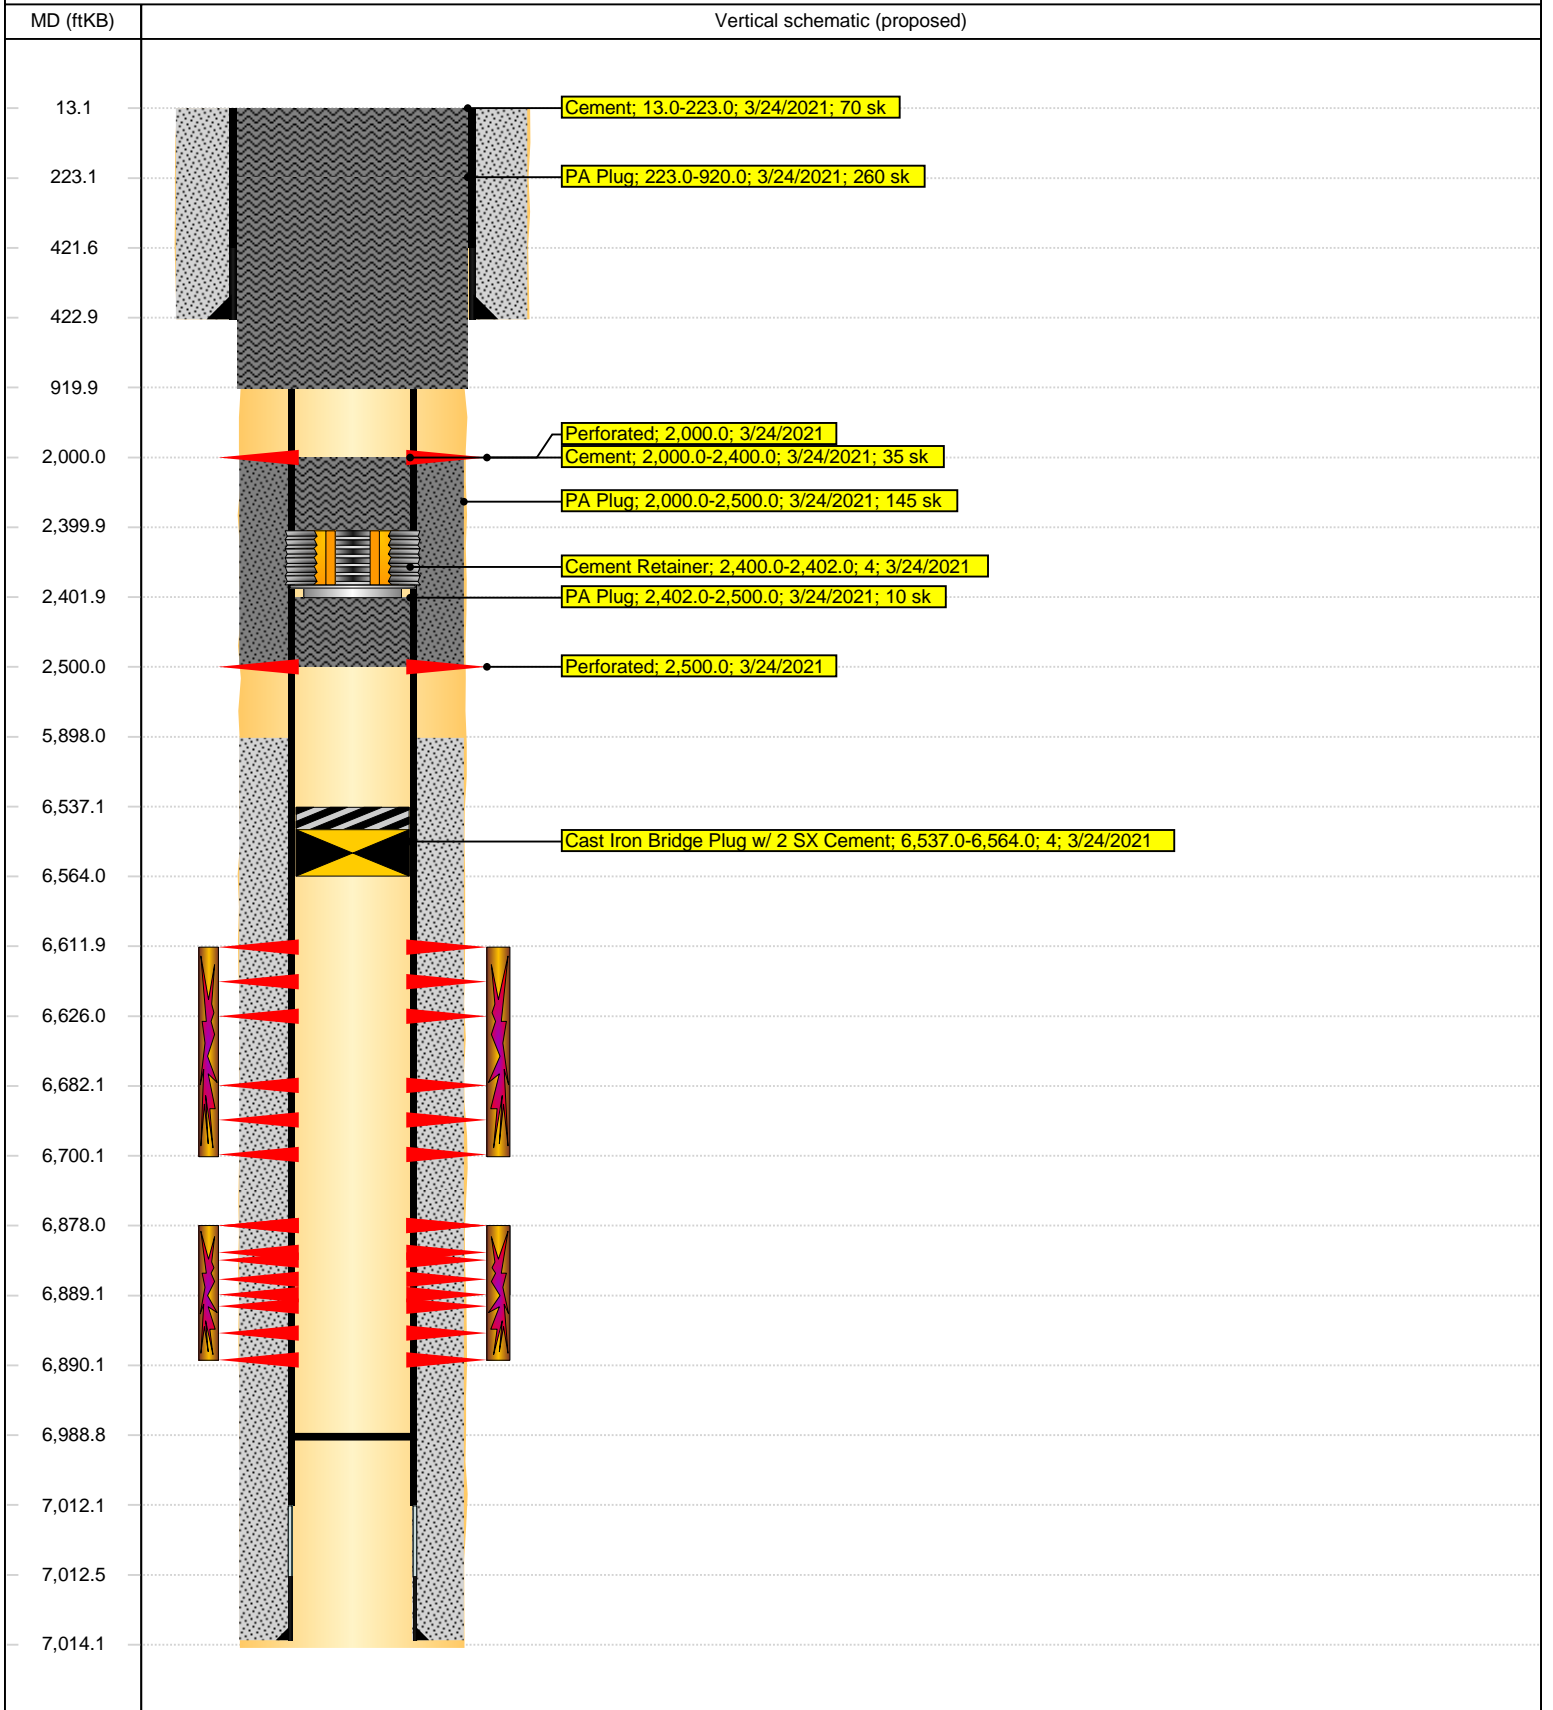 MD (ftKB)
Vertical schematic (proposed)
13.1
Cement; 13.0-223.0; 3/24/2021; 70 sk
223.1
PA Plug; 223.0-920.0; 3/24/2021; 260 sk
421.6
422.9
919.9
Perforated; 2,000.0; 3/24/2021
2,000.0
Cement; 2,000.0-2,400.0; 3/24/2021; 35 sk
PA Plug; 2,000.0-2,500.0; 3/24/2021; 145 sk
2,399.9
Cement Retainer; 2,400.0-2,402.0; 4; 3/24/2021
2,401.9
PA Plug; 2,402.0-2,500.0; 3/24/2021; 10 sk
2,500.0
Perforated; 2,500.0; 3/24/2021
5,898.0
6,537.1
Cast Iron Bridge Plug w/ 2 SX Cement; 6,537.0-6,564.0; 4; 3/24/2021
6,564.0
6,611.9
6,626.0
6,682.1
6,700.1
6,878.0
6,889.1
6,890.1
6,988.8
7,012.1
7,012.5
7,014.1